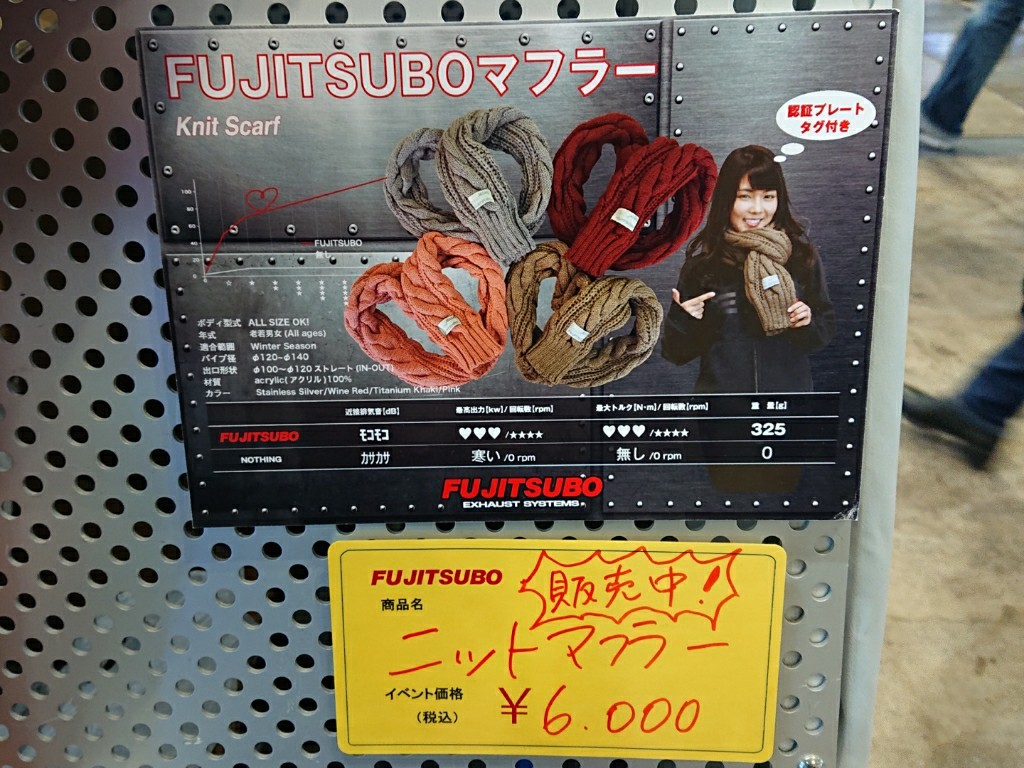 FUJITSUBOマフラー
Knit Scarf
認証プレート
タグ付き
100
80
60
40
0
FUJITSUBO
ボディ型式 ALL SIZE OK!
年式 老若男女(All ages)
適合範囲 Winter Season
パイプ径 φ120~φ140
出口形状 φ100~φ120 ストレート(IN-OUT)
材質 acrylic(アクリル)100%
カラー Stainless Silver/Wine Red/Titanium Khaki/Pink
近接排気音[dB] 最高出力[kw]/回転数[rpm] 最大トルク[N・m]/回転数[rpm] 重量[g]
FUJITSUBO モコモコ ♥♥♥/★★★★ ♥♥♥/★★★★ 325
NOTHING カサカサ 寒い/0 rpm 無し/0 rpm 0
FUJITSUBO
EXHAUST SYSTEMS
FUJITSUBO 販売中!
商品名
ニットマフラー
イベント価格
(税込) ¥6.000